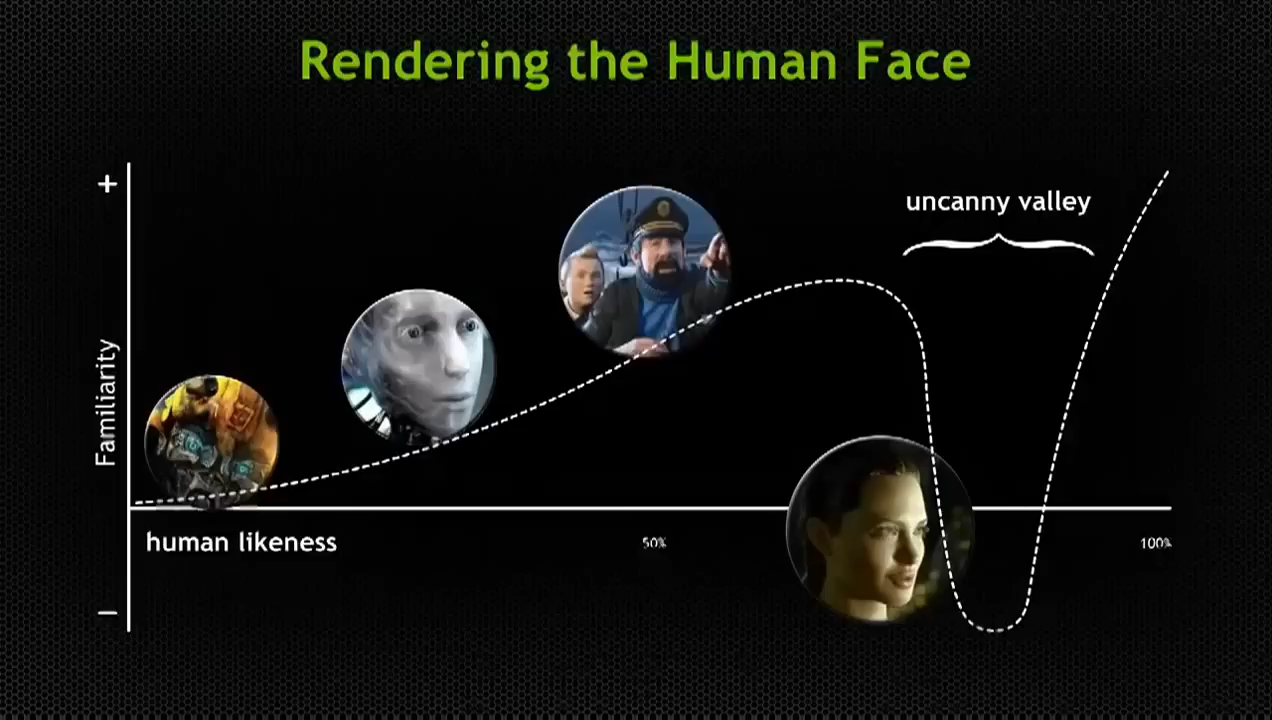 Rendering the Human Face
+
uncanny valley
Familiarity
human likeness
50%
100%
–